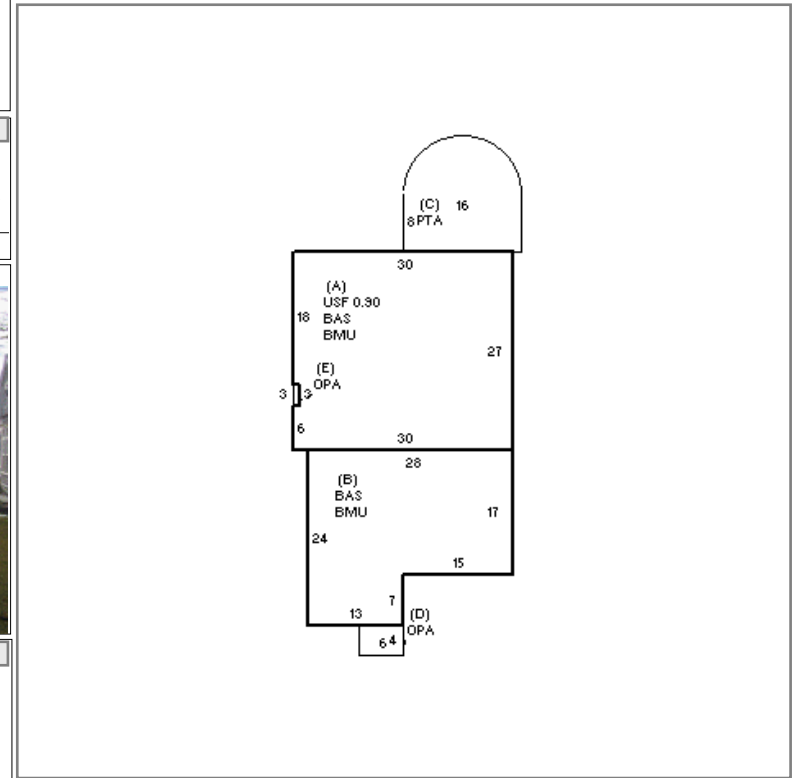 (C) 16
8 PTA
30
(A)
USF 0.90
BAS
BMU
18
27
(E)
OPA
3 3
6
30
28
(B)
BAS
BMU
17
24
15
7
13
(D)
OPA
6 4